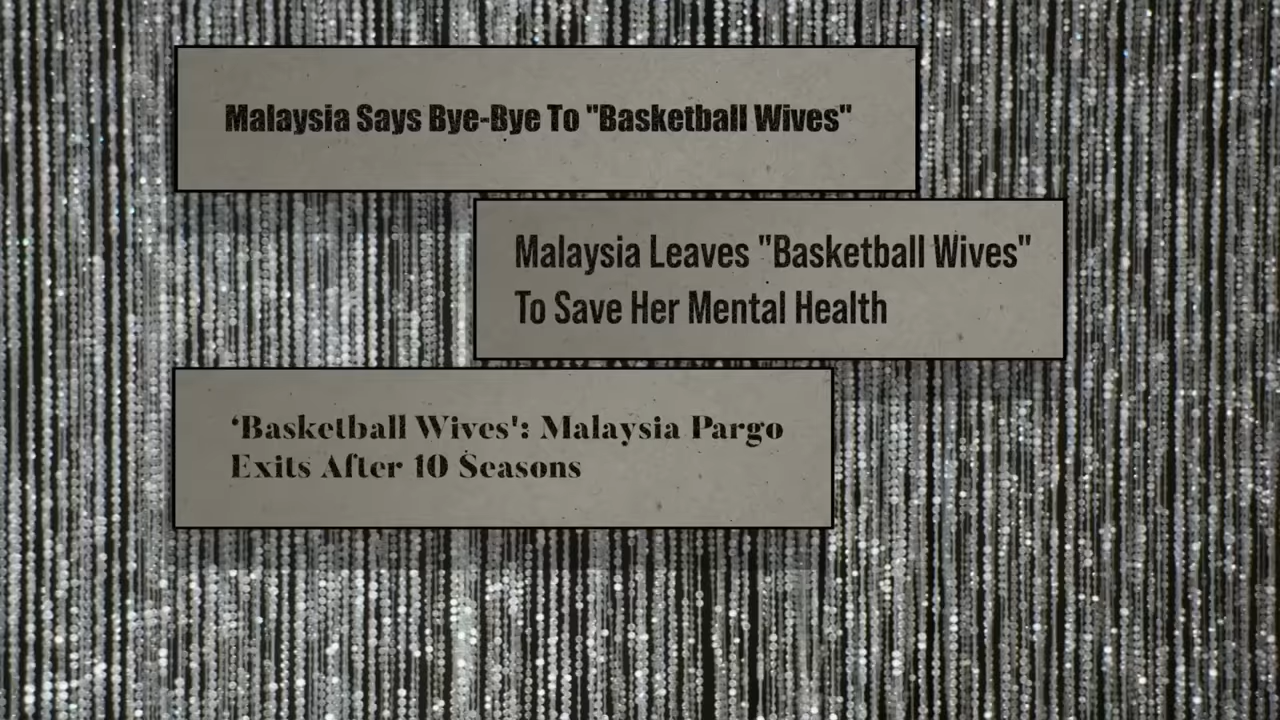 Malaysia Says Bye-Bye To "Basketball Wives"
Malaysia Leaves "Basketball Wives"
To Save Her Mental Health
‘Basketball Wives': Malaysia Pargo
Exits After 10 Seasons